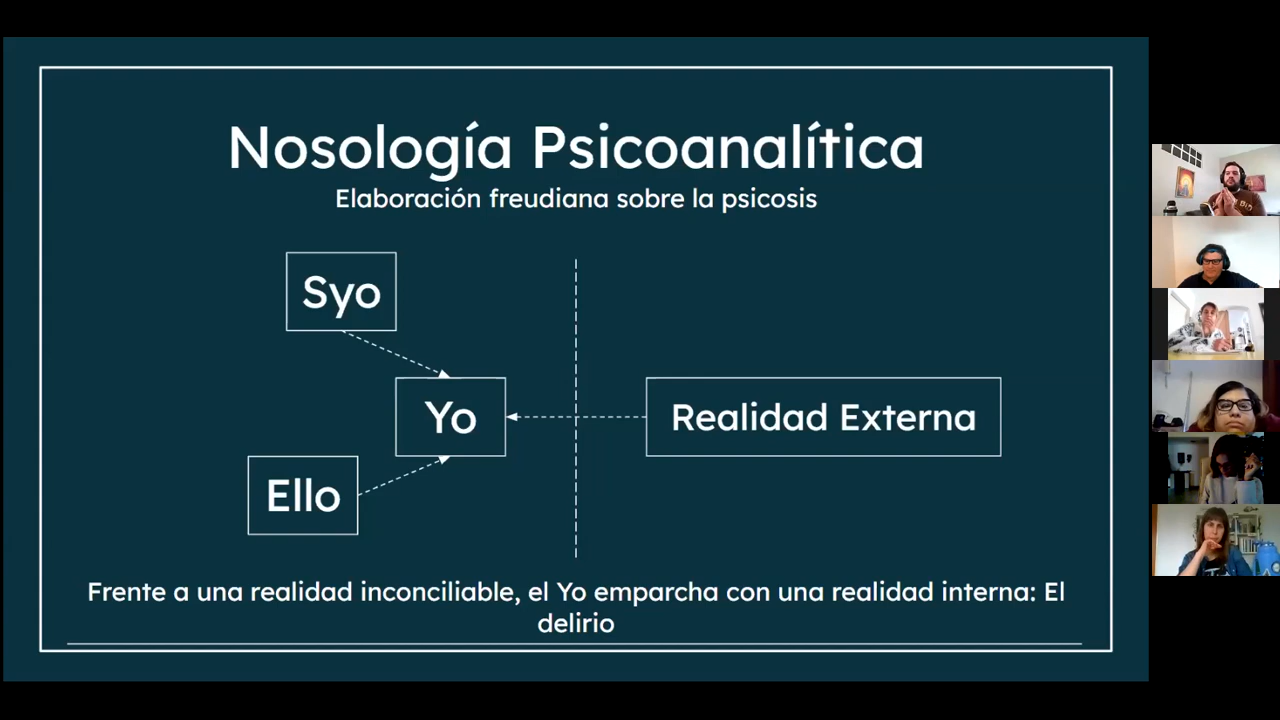 Nosología Psicoanalítica
Elaboración freudiana sobre la psicosis
Syo
Yo
Realidad Externa
Ello
Frente a una realidad inconciliable, el Yo emparcha con una realidad interna: El
delirio